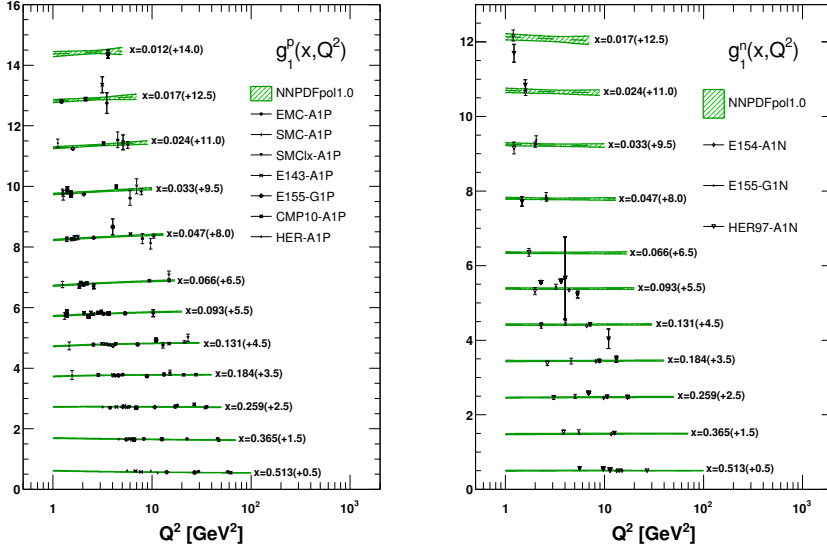 16
14
12
10
8
6
4
2
0
1
10
10²
10³
Q² [GeV²]
g₁ᵖ(x,Q²)
NNPDFpol1.0
EMC-A1P
SMC-A1P
SMClx-A1P
E143-A1P
E155-G1P
CMP10-A1P
HER-A1P
x=0.012(+14.0)
x=0.017(+12.5)
x=0.024(+11.0)
x=0.033(+9.5)
x=0.047(+8.0)
x=0.066(+6.5)
x=0.093(+5.5)
x=0.131(+4.5)
x=0.184(+3.5)
x=0.259(+2.5)
x=0.365(+1.5)
x=0.513(+0.5)
12
10
8
6
4
2
0
1
10
10²
10³
Q² [GeV²]
g₁ⁿ(x,Q²)
NNPDFpol1.0
E154-A1N
E155-G1N
HER97-A1N
x=0.017(+12.5)
x=0.024(+11.0)
x=0.033(+9.5)
x=0.047(+8.0)
x=0.066(+6.5)
x=0.093(+5.5)
x=0.131(+4.5)
x=0.184(+3.5)
x=0.259(+2.5)
x=0.365(+1.5)
x=0.513(+0.5)